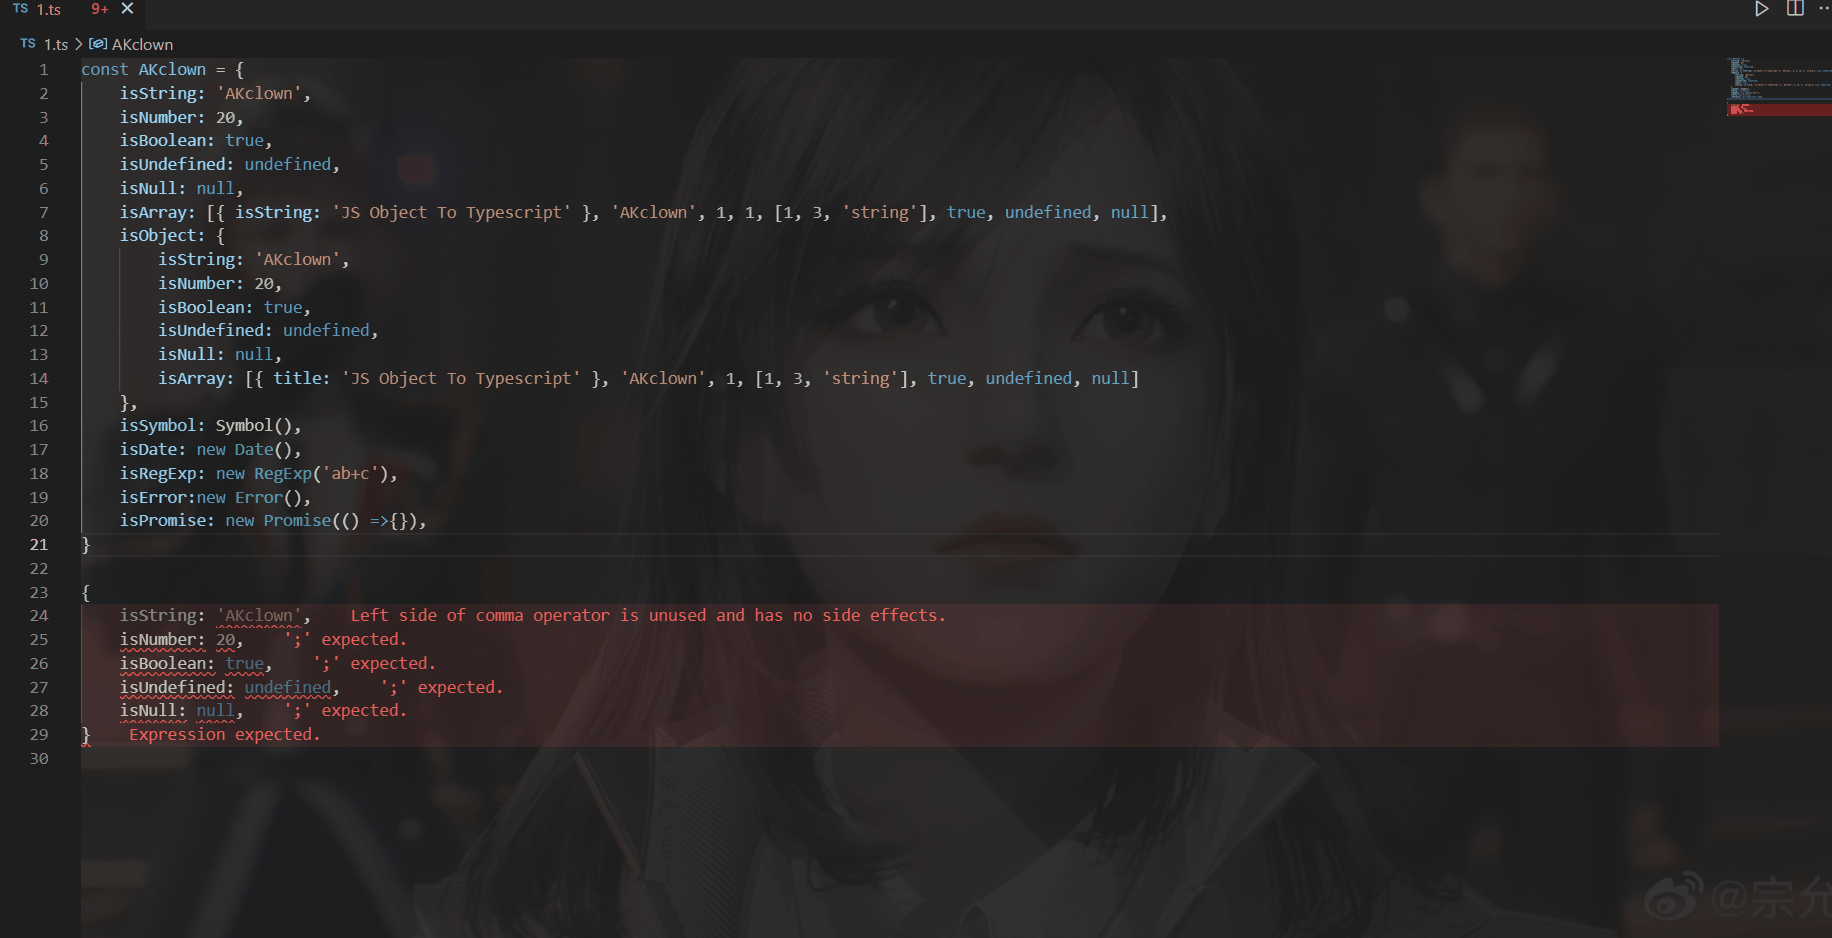 TS 1.ts 9+
TS 1.ts > AKclown
1 const AKclown = {
2 isString: 'AKclown',
3 isNumber: 20,
4 isBoolean: true,
5 isUndefined: undefined,
6 isNull: null,
7 isArray: [{ isString: 'JS Object To Typescript' }, 'AKclown', 1, 1, [1, 3, 'string'], true, undefined, null],
8 isObject: {
9 isString: 'AKclown',
10 isNumber: 20,
11 isBoolean: true,
12 isUndefined: undefined,
13 isNull: null,
14 isArray: [{ title: 'JS Object To Typescript' }, 'AKclown', 1, [1, 3, 'string'], true, undefined, null]
15 },
16 isSymbol: Symbol(),
17 isDate: new Date(),
18 isRegExp: new RegExp('ab+c'),
19 isError:new Error(),
20 isPromise: new Promise(() =>{}),
21 }
22
23 {
24 isString: 'AKclown', Left side of comma operator is unused and has no side effects.
25 isNumber: 20, ';' expected.
26 isBoolean: true, ';' expected.
27 isUndefined: undefined, ';' expected.
28 isNull: null, ';' expected.
29 } Expression expected.
30
@宗允